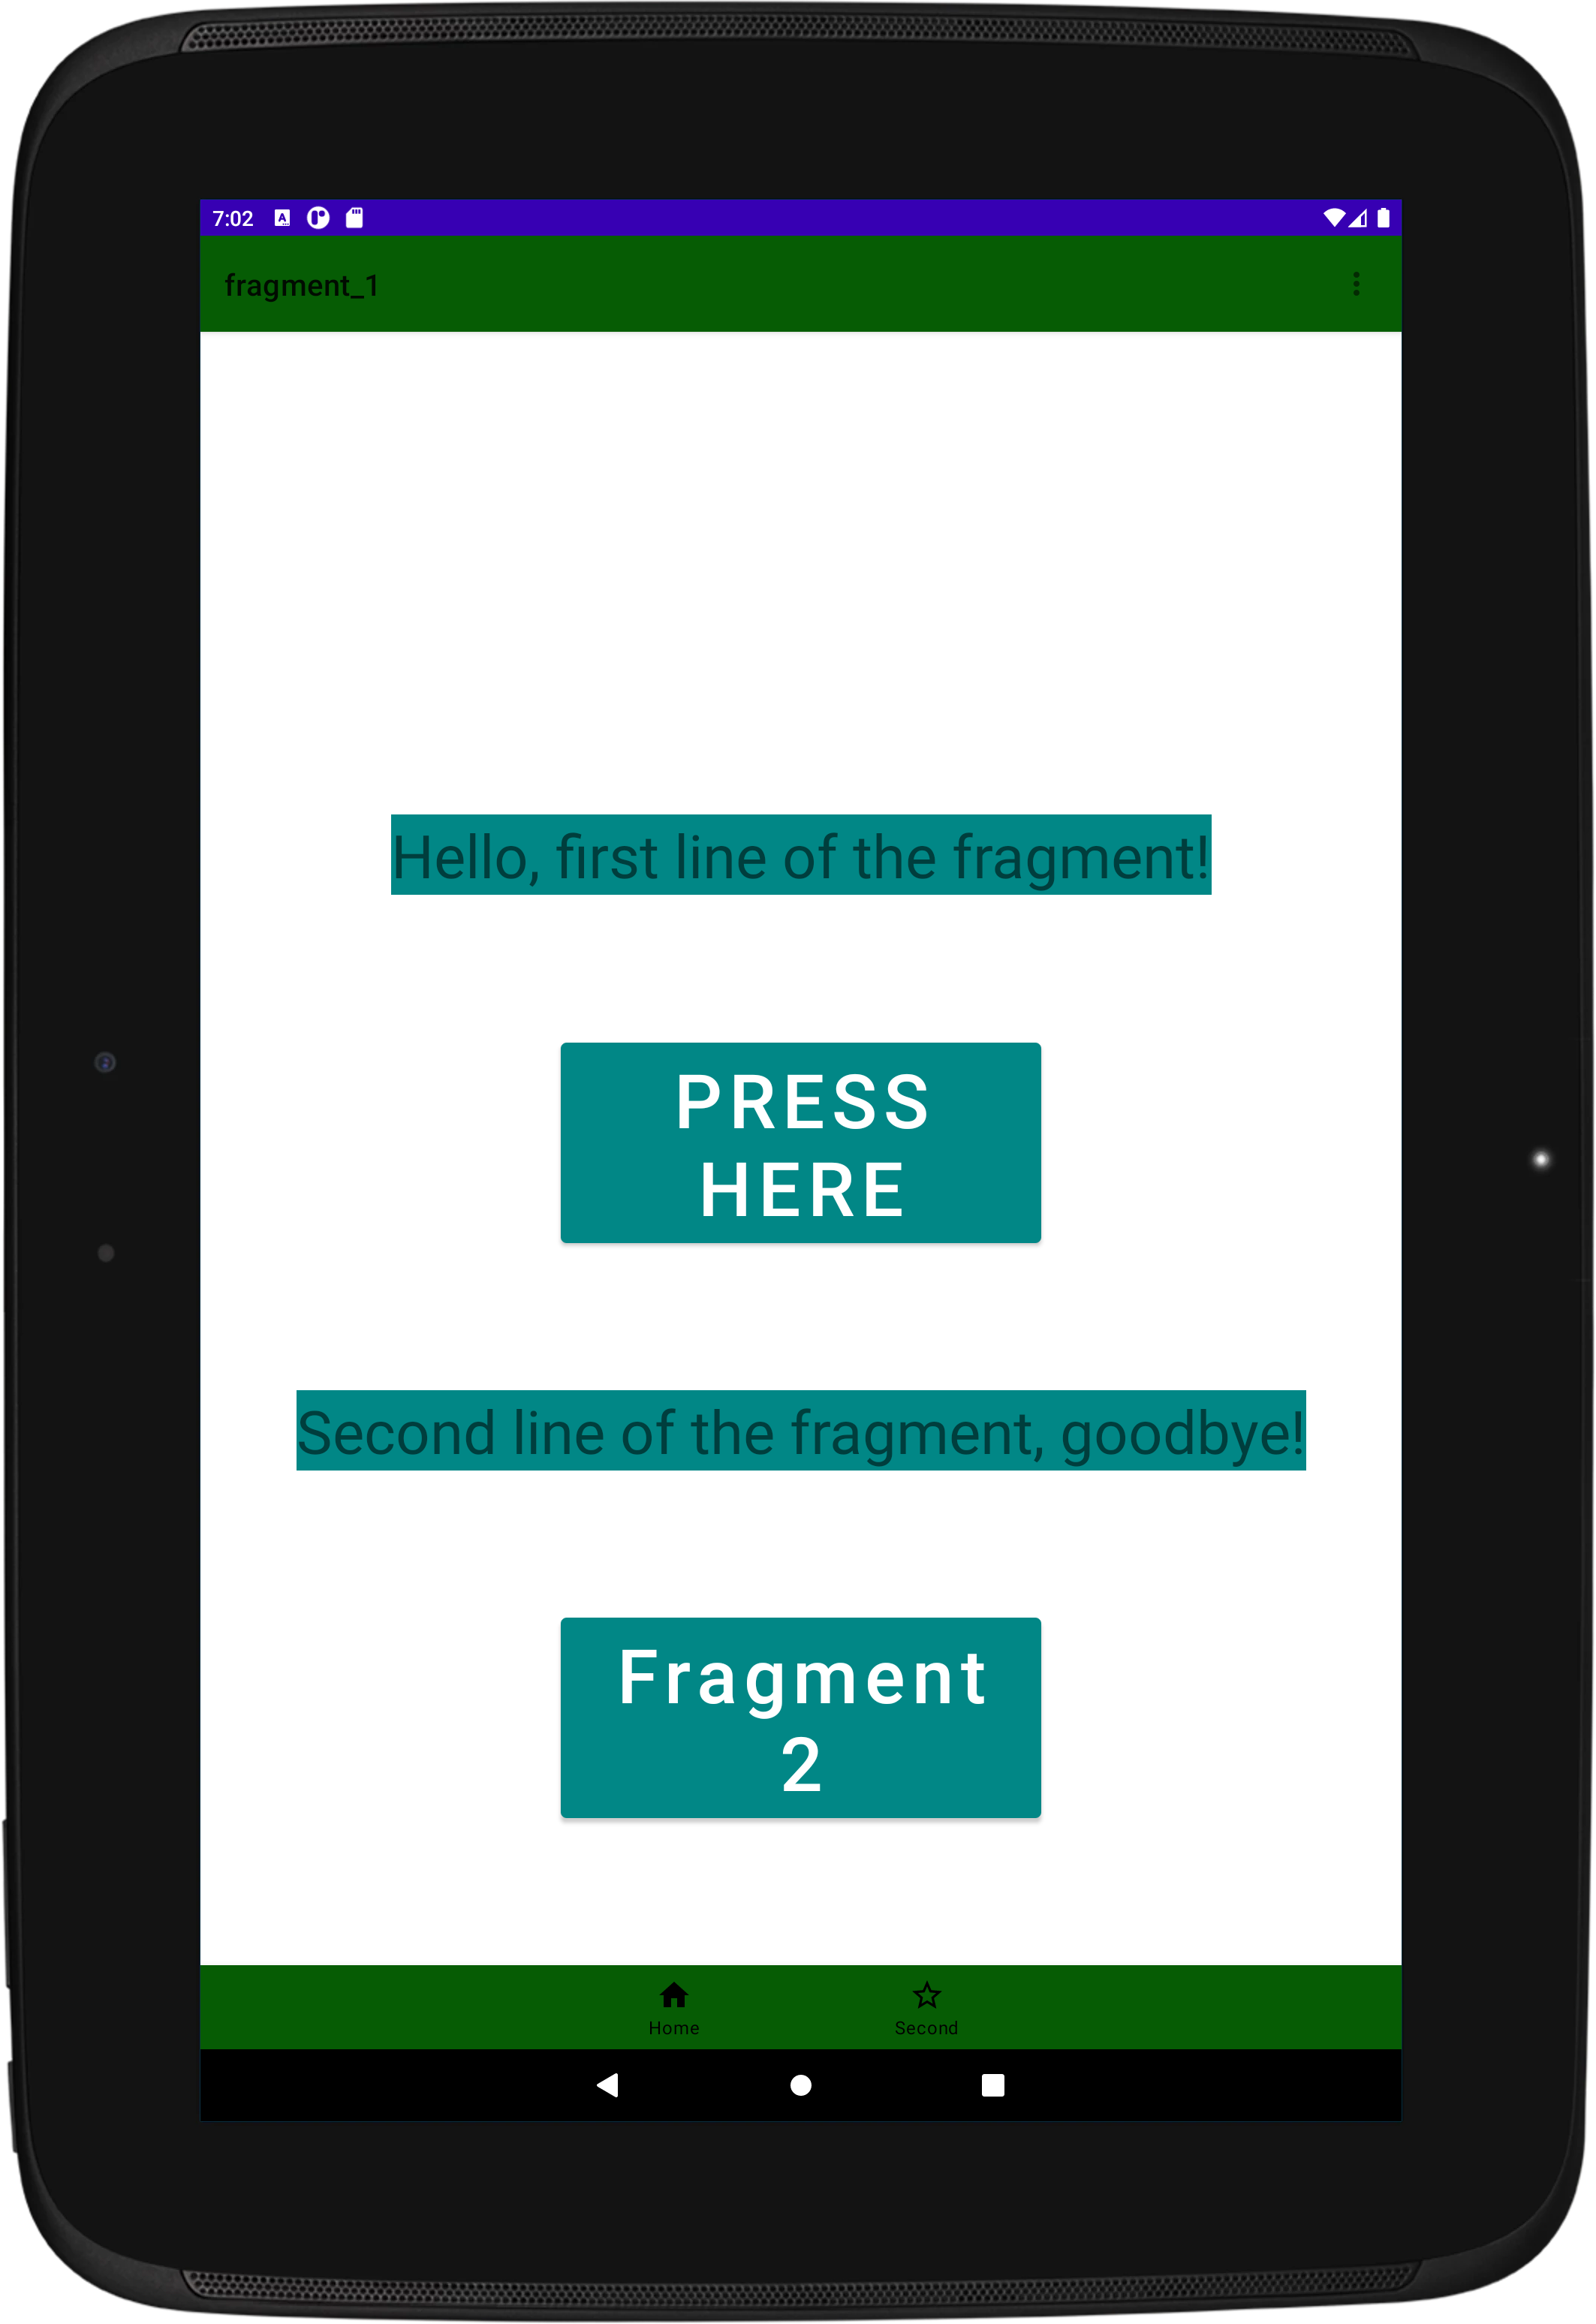 7:02
fragment_1
Hello, first line of the fragment!
PRESS
HERE
Second line of the fragment, goodbye!
Fragment
2
Home
Second